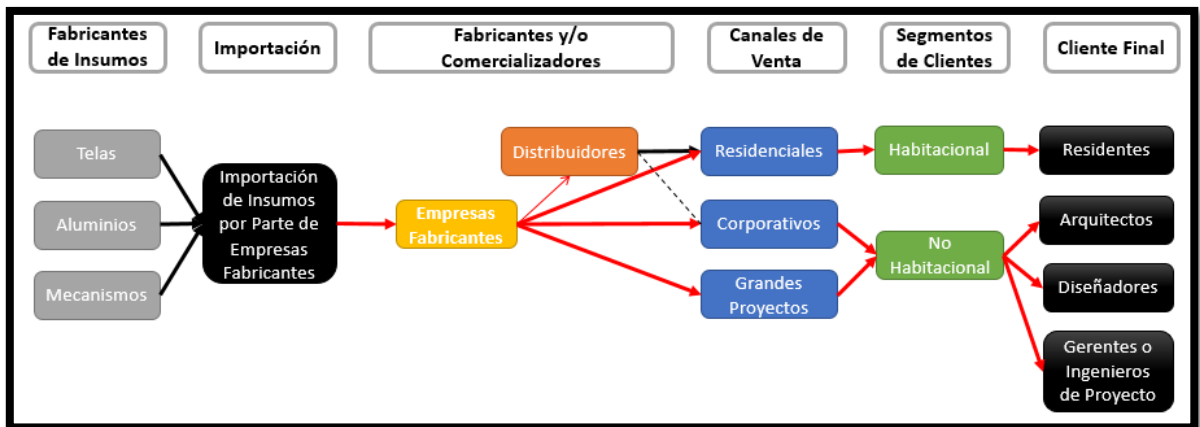 Fabricantes
de Insumos
Importación
Fabricantes y/o
Comercializadores
Canales de
Venta
Segmentos
de Clientes
Cliente Final
Telas
Aluminios
Mecanismos
Importación
de Insumos
por Parte de
Empresas
Fabricantes
Empresas
Fabricantes
Distribuidores
Residenciales
Corporativos
Grandes
Proyectos
Habitacional
No
Habitacional
Residentes
Arquitectos
Diseñadores
Gerentes o
Ingenieros
de Proyecto